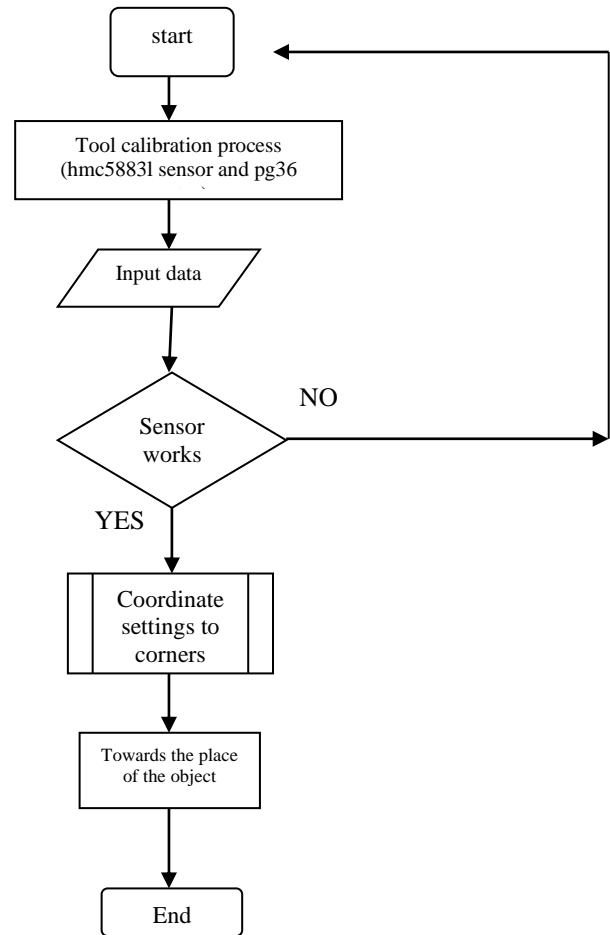 start
Tool calibration process
(hmc5883l sensor and pg36
Input data
NO
Sensor
works
YES
Coordinate
settings to
corners
Towards the place
of the object
End